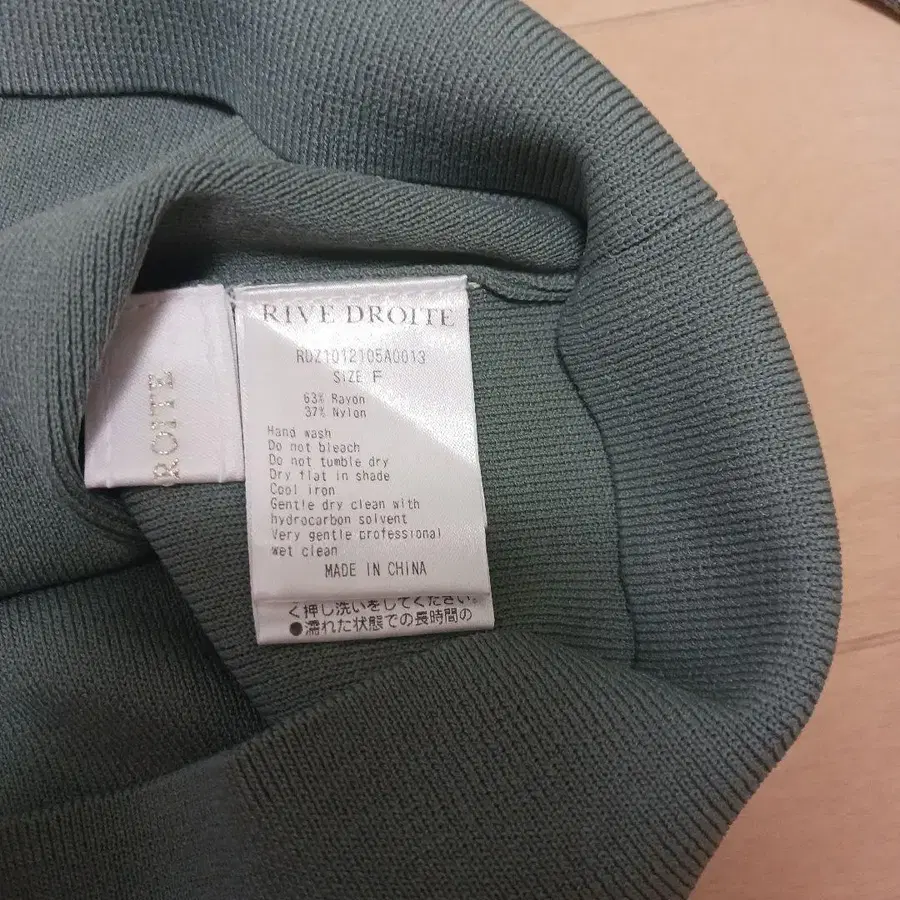 RIVE DROITE
RDZ1012105A0013
SIZE F
63% Rayon
37% Nylon
Hand wash
Do not bleach
Do not tumble dry
Dry flat in shade
Cool iron
Gentle dry clean with
hydrocarbon solvent
Very gentle professional
wet clean
MADE IN CHINA
く押し洗いをしてください。
●濡れた状態での長時間の
ROITE